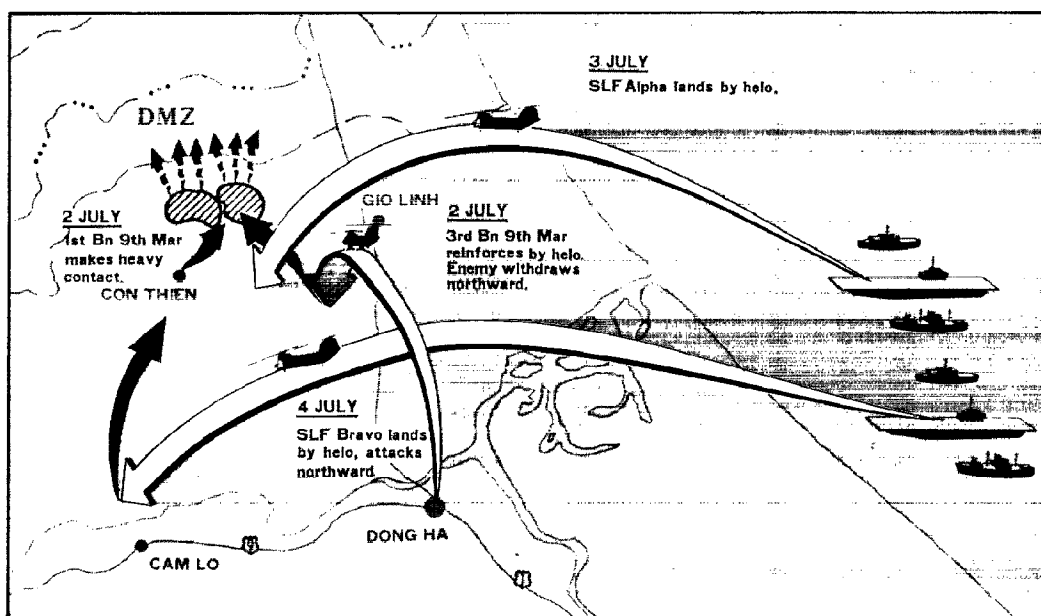 3 JULY
SLF Alpha lands by helo.
DMZ
GIO LINH
2 JULY
1st Bn 9th Mar
makes heavy
contact.
CON THIEN
2 JULY
3rd Bn 9th Mar
reinforces by helo.
Enemy withdraws
northward.
4 JULY
SLF Bravo lands
by helo, attacks
northward
DONG HA
CAM LO
9
1